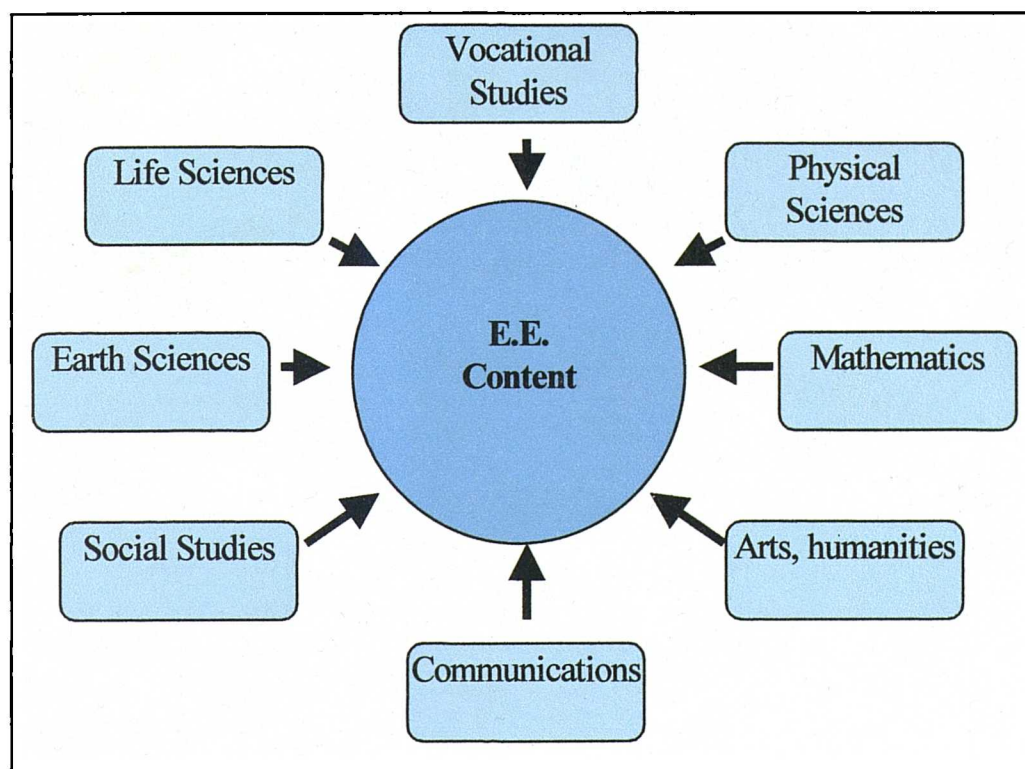 Vocational
Studies
Life Sciences
Physical
Sciences
E.E.
Content
Earth Sciences
Mathematics
Social Studies
Arts, humanities
Communications